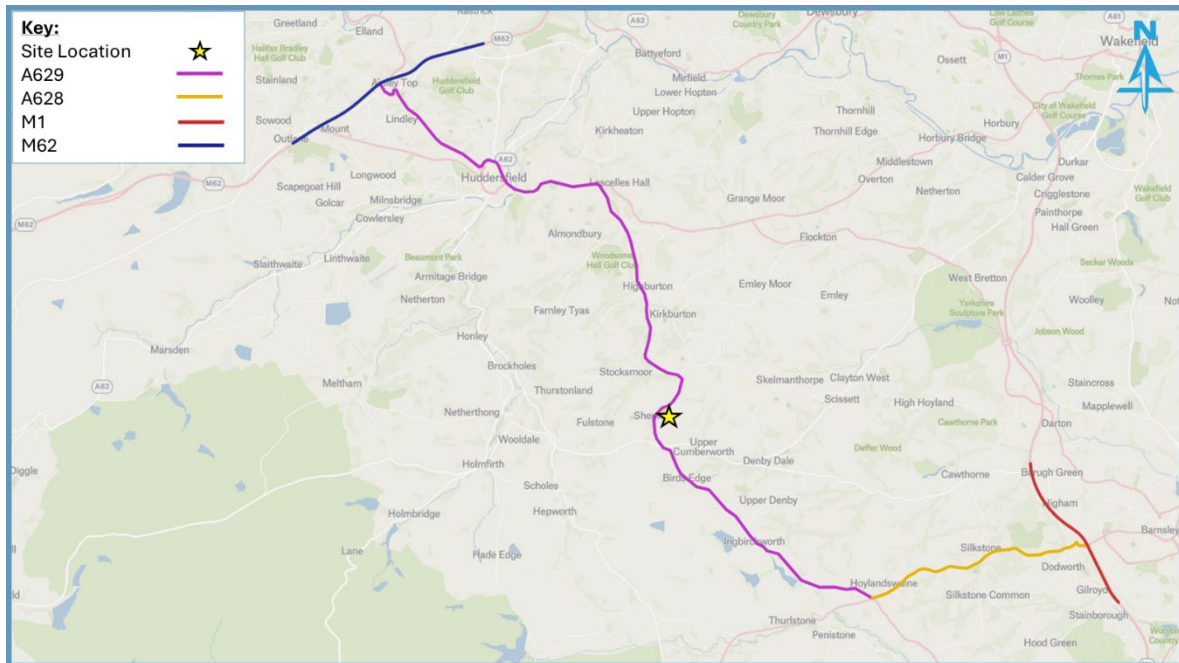 Key:
Site Location
A629
A628
M1
M62
Greetland
Rastrick
Dewsbury
Country Park
Dewsbury
Low Laithes
Golf Course
A61
Elland
M62
A62
Wakefield
N
Halifax Bradley
Hall Golf Club
Battyeford
Ossett
M1
Stainland
Ainley Top
Huddersfield
Golf Club
Mirfield
Lower Hopton
Thornes Park
Sowood
Lindley
Upper Hopton
Thornhill
City of Wakefield
Golf Course
Outlane
Mount
Kirkheaton
Thornhill Edge
Horbury
Horbury Bridge
A62
Middlestown
Durkar
Longwood
Huddersfield
Lascelles Hall
Overton
Calder Grove
M62
Scapegoat Hill
Milnsbridge
Netherton
Crigglestone
Wakefield
Golf Club
Golcar
Grange Moor
Painthorpe
Cowlersley
Hall Green
M62
Almondbury
Flockton
Linthwaite
Beaumont Park
Woodsome
Hall Golf Club
Seckar Woods
Slaithwaite
Armitage Bridge
West Bretton
Netherton
Highburton
Emley Moor
Emley
Woolley
Farnley Tyas
Kirkburton
Yorkshire
Sculpture Park
Honley
Jobson Wood
Marsden
Brockholes
Stocksmoor
A62
Meltham
Thurstonland
Skelmanthorpe
Clayton West
Staincross
Scissett
High Hoyland
Mapplewell
Netherthong
Fulstone
Cawthorne Park
Darton
Wooldale
Upper
Cumberworth
Deffer Wood
Diggle
Holmfirth
Denby Dale
Cawthorne
Barugh Green
Scholes
Birds Edge
Upper Denby
Higham
Holmbridge
Hepworth
Barnsley
Lane
Hade Edge
Ingbirchworth
Silkstone
Dodworth
Hoylandswaine
Silkstone Common
Gilroyd
Stainborough
Thurlstone
Penistone
Hood Green